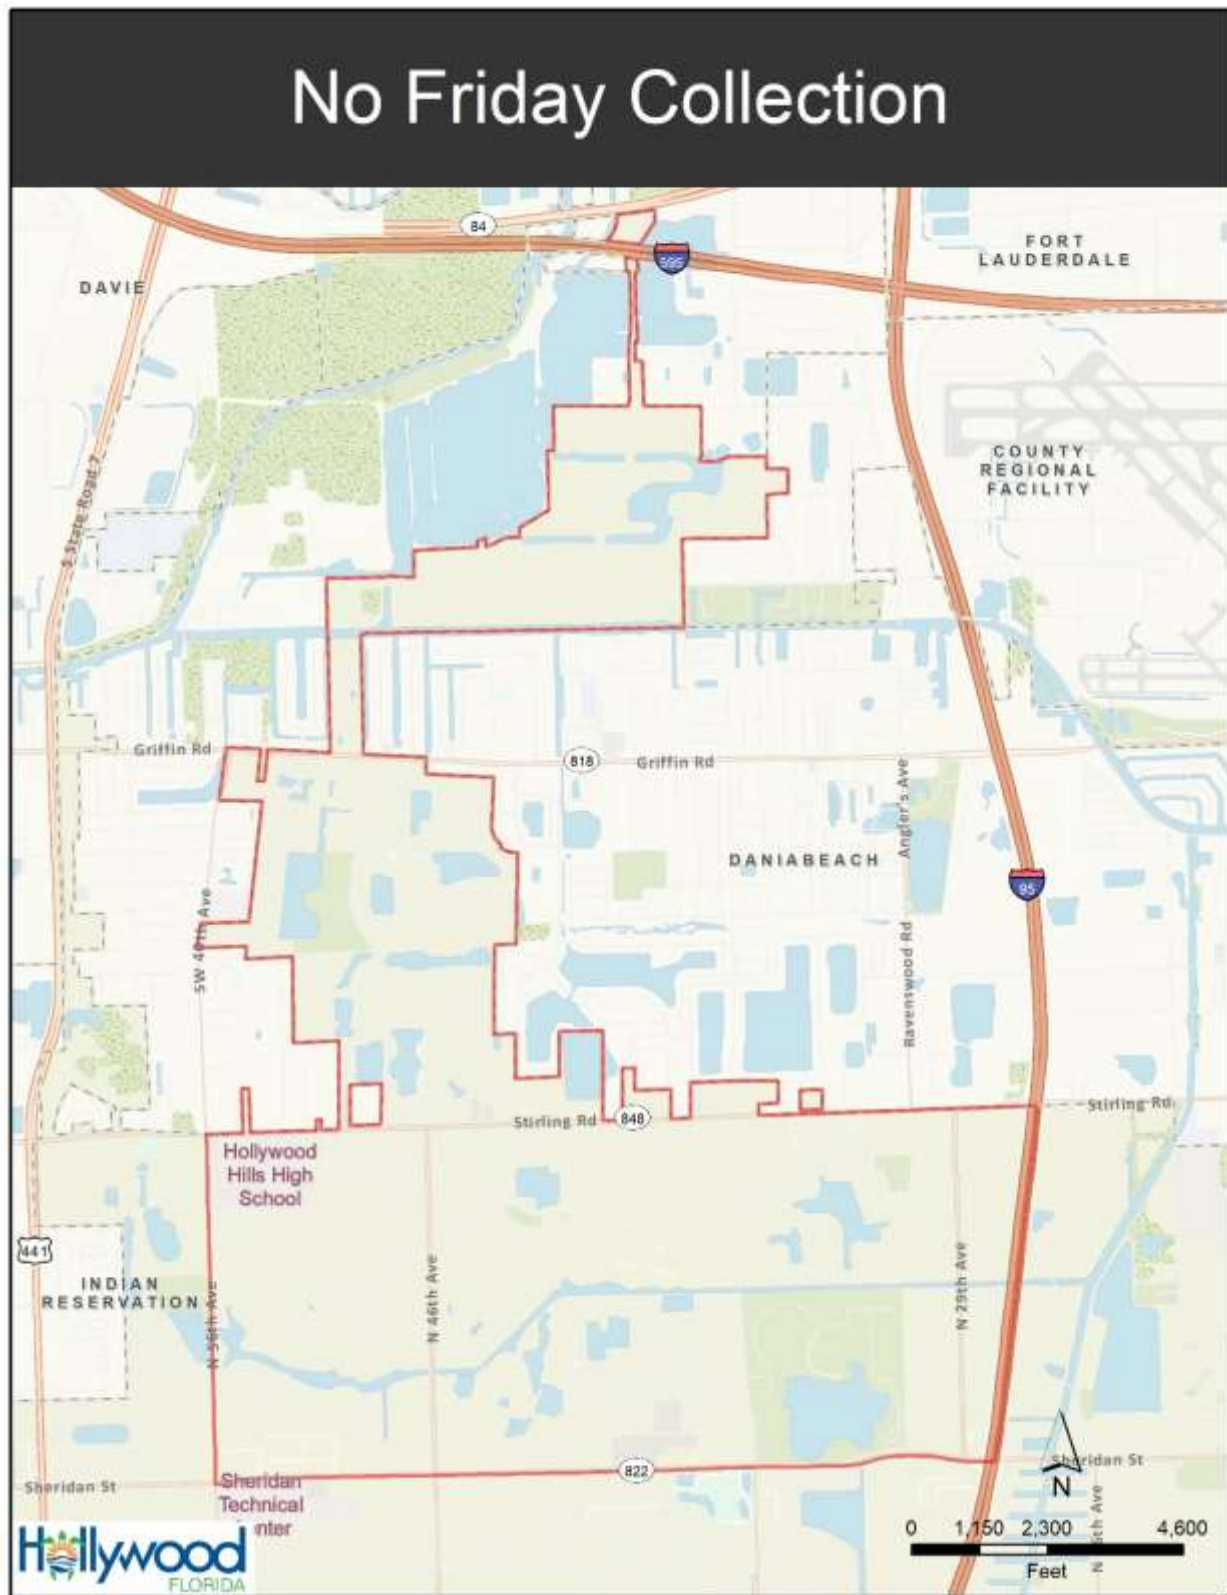 No Friday Collection
84
595
FORT
LAUDERDALE
DAVIE
COUNTY
REGIONAL
FACILITY
S State Road 7
Griffin Rd
818
Griffin Rd
Angler's Ave
DANIABEACH
95
SW 40th Ave
Ravenswood Rd
Stirling Rd
848
Stirling Rd
Hollywood
Hills High
School
441
INDIAN
RESERVATION
N 56th Ave
N 46th Ave
N 29th Ave
Sheridan St
822
Sheridan St
Sheridan
Technical
N
0 1,150 2,300 4,600
Feet
Hollywood
FLORIDA